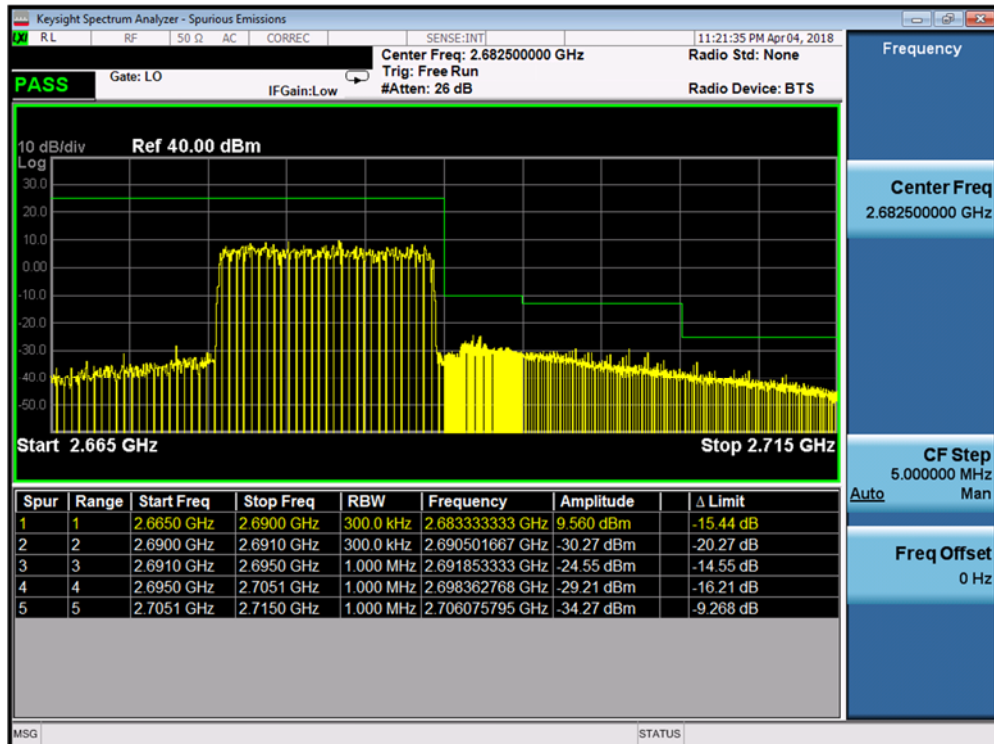 Keysight Spectrum Analyzer - Spurious Emissions
LXI RL RF 50 Ω AC CORREC SENSE:INT 11:21:35 PM Apr 04, 2018
Center Freq: 2.682500000 GHz Radio Std: None
PASS Gate: LO Trig: Free Run
IFGain:Low #Atten: 26 dB Radio Device: BTS
10 dB/div Ref 40.00 dBm
Log
30.0
20.0
10.0
0.00
-10.0
-20.0
-30.0
-40.0
-50.0
Start 2.665 GHz Stop 2.715 GHz
Spur Range Start Freq Stop Freq RBW Frequency Amplitude Δ Limit
1 1 2.6650 GHz 2.6900 GHz 300.0 kHz 2.683333333 GHz 9.560 dBm -15.44 dB
2 2 2.6900 GHz 2.6910 GHz 300.0 kHz 2.690501667 GHz -30.27 dBm -20.27 dB
3 3 2.6910 GHz 2.6950 GHz 1.000 MHz 2.691853333 GHz -24.55 dBm -14.55 dB
4 4 2.6950 GHz 2.7051 GHz 1.000 MHz 2.698362768 GHz -29.21 dBm -16.21 dB
5 5 2.7051 GHz 2.7150 GHz 1.000 MHz 2.706075795 GHz -34.27 dBm -9.268 dB
Frequency
Center Freq
2.682500000 GHz
CF Step
5.000000 MHz
Auto Man
Freq Offset
0 Hz
MSG STATUS